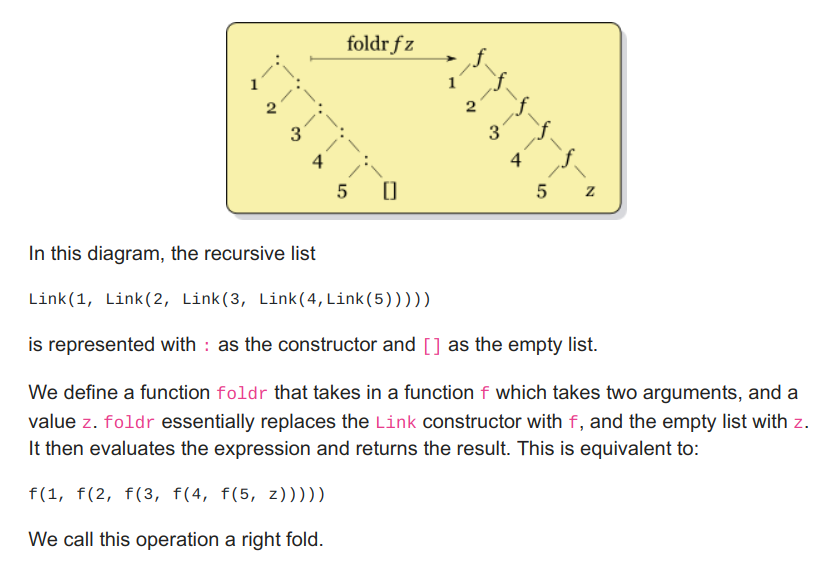 foldr f z
: f
1 : 1 f
2 : 2 f
3 : 3 f
4 : 4 f
5 [] 5 z
In this diagram, the recursive list
Link(1, Link(2, Link(3, Link(4,Link(5)))))
is represented with : as the constructor and [] as the empty list.
We define a function foldr that takes in a function f which takes two arguments, and a
value z. foldr essentially replaces the Link constructor with f, and the empty list with z.
It then evaluates the expression and returns the result. This is equivalent to:
f(1, f(2, f(3, f(4, f(5, z)))))
We call this operation a right fold.